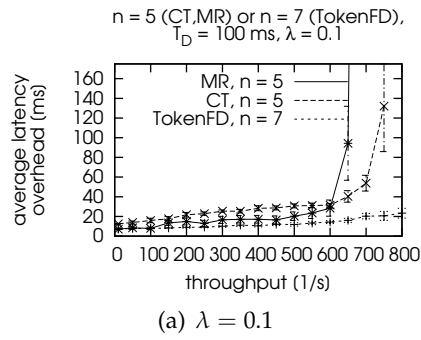 n = 5 (CT,MR) or n = 7 (TokenFD),
T_D = 100 ms, λ = 0.1
average latency
overhead (ms)
160
140
120
100
80
60
40
20
0
MR, n = 5
CT, n = 5
TokenFD, n = 7
0 100 200 300 400 500 600 700 800
throughput (1/s)
(a) λ = 0.1